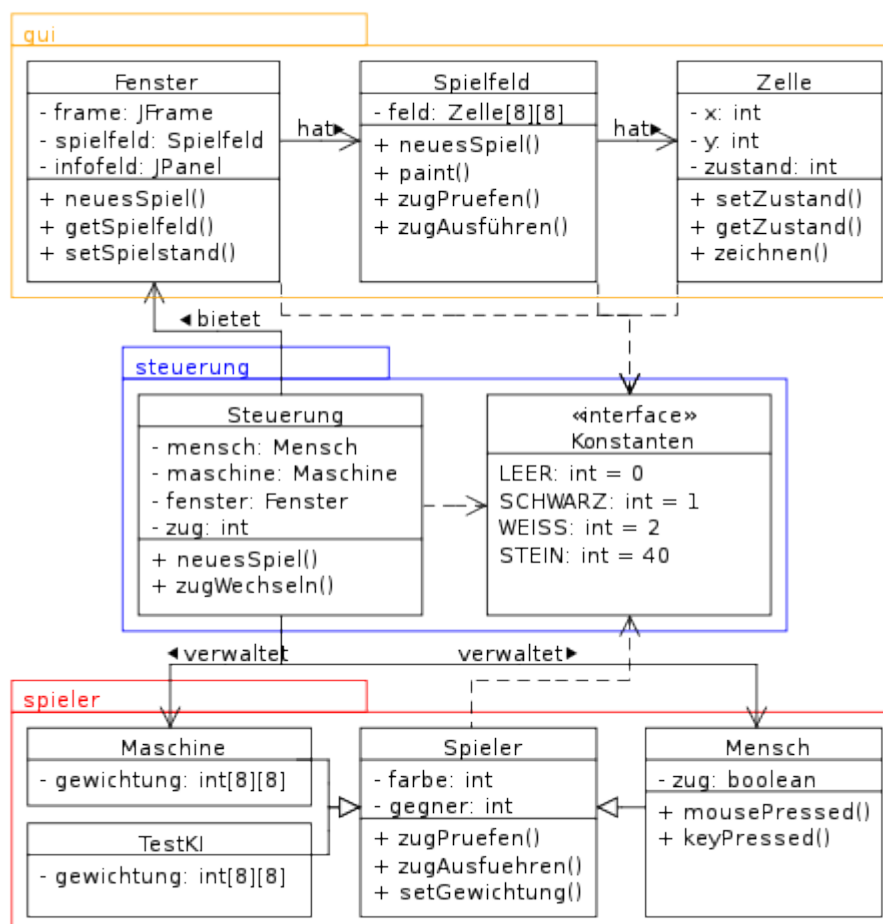 gui
Fenster
- frame: JFrame
- spielfeld: Spielfeld
- infofeld: JPanel
+ neuesSpiel()
+ getSpielfeld()
+ setSpielstand()
hat▶
Spielfeld
- feld: Zelle[8][8]
+ neuesSpiel()
+ paint()
+ zugPruefen()
+ zugAusführen()
hat▶
Zelle
- x: int
- y: int
- zustand: int
+ setZustand()
+ getZustand()
+ zeichnen()
◀bietet
steuerung
Steuerung
- mensch: Mensch
- maschine: Maschine
- fenster: Fenster
- zug: int
+ neuesSpiel()
+ zugWechseln()
«interface»
Konstanten
LEER: int = 0
SCHWARZ: int = 1
WEISS: int = 2
STEIN: int = 40
◀verwaltet
verwaltet▶
spieler
Maschine
- gewichtung: int[8][8]
TestKI
- gewichtung: int[8][8]
Spieler
- farbe: int
- gegner: int
+ zugPruefen()
+ zugAusfuehren()
+ setGewichtung()
Mensch
- zug: boolean
+ mousePressed()
+ keyPressed()